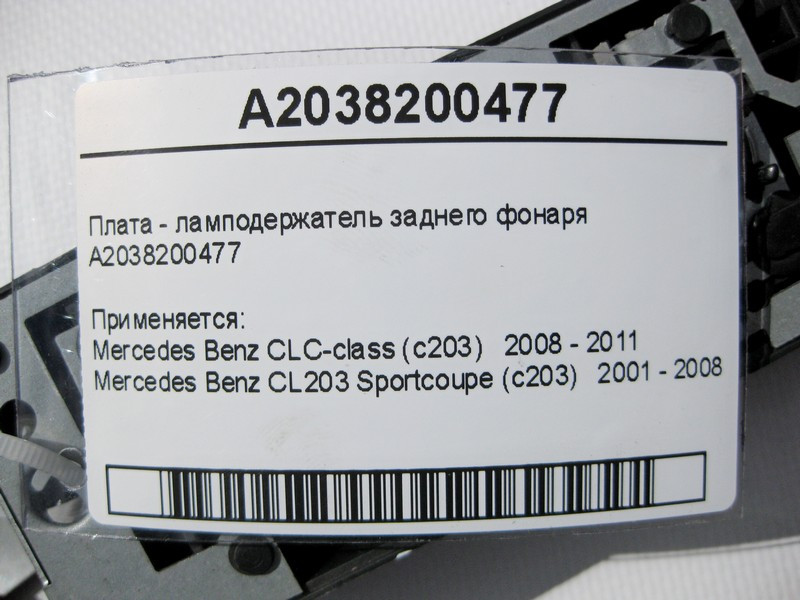 A2038200477
Плата - ламподержатель заднего фонаря
A2038200477
Применяется:
Mercedes Benz CLC-class (c203) 2008 - 2011
Mercedes Benz CL203 Sportcoupe (c203) 2001 - 2008